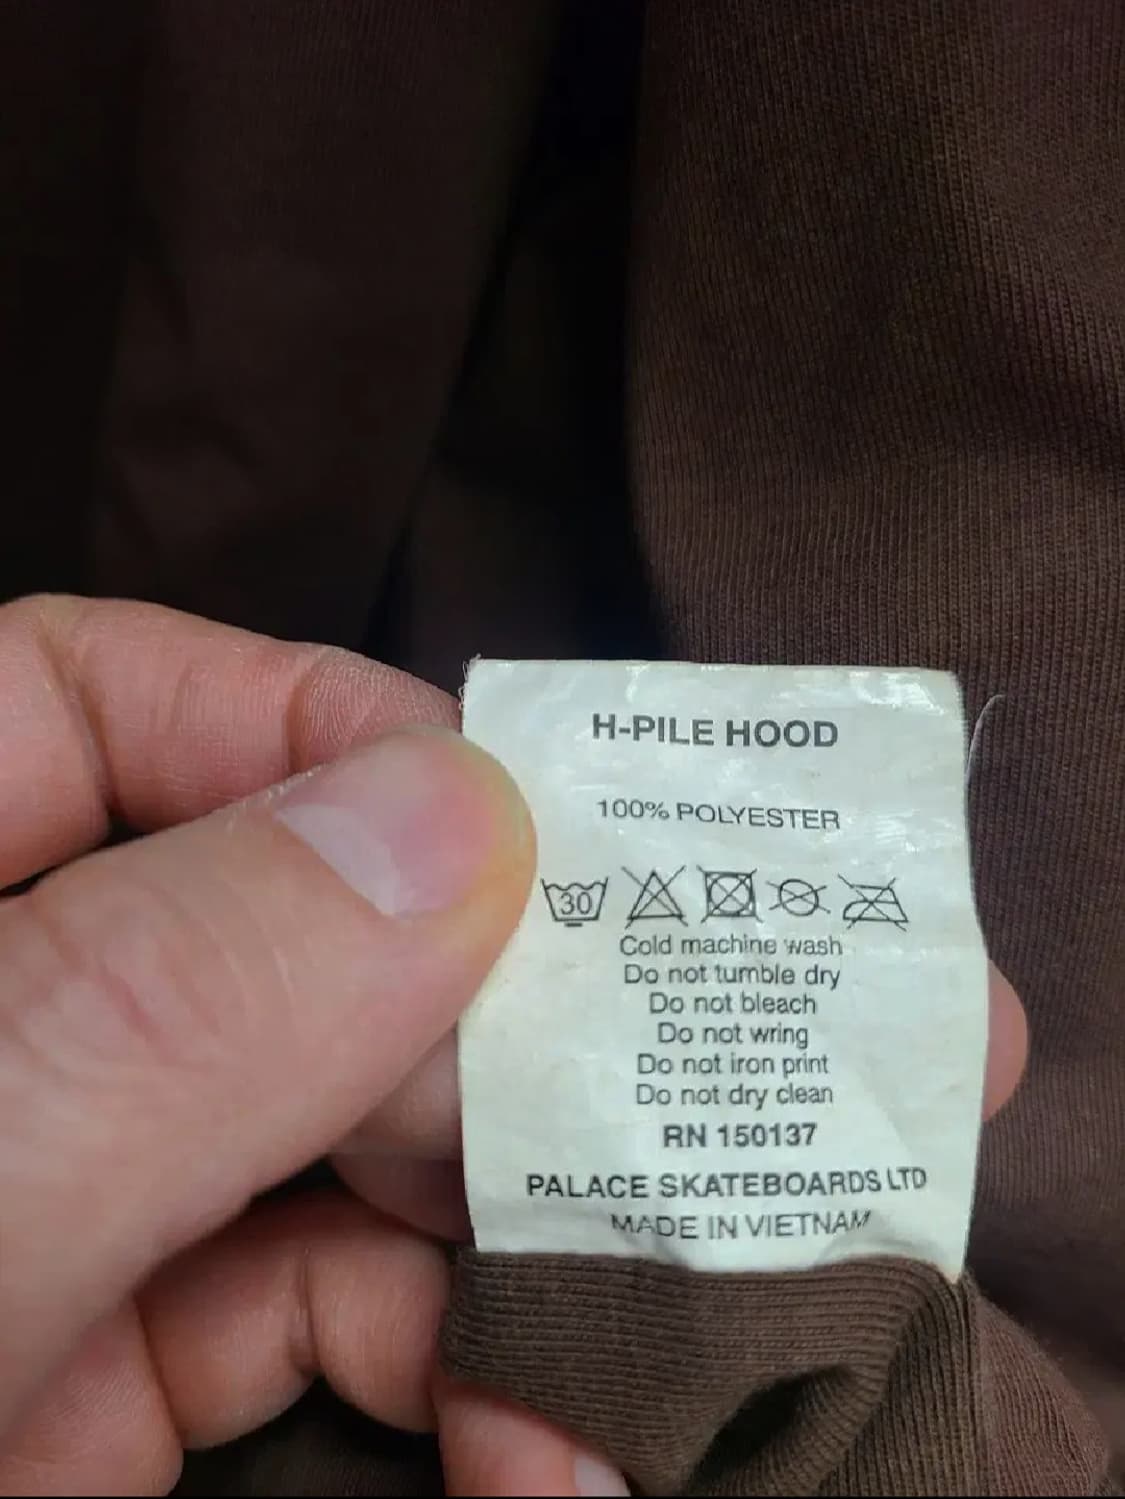 H-PILE HOOD
100% POLYESTER
30
Cold machine wash
Do not tumble dry
Do not bleach
Do not wring
Do not iron print
Do not dry clean
RN 150137
PALACE SKATEBOARDS LTD
MADE IN VIETNAM